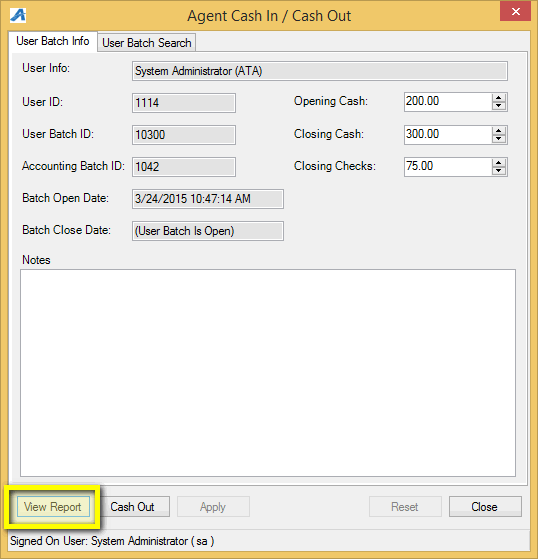 Agent Cash In / Cash Out
User Batch Info User Batch Search
User Info: System Administrator (ATA)
User ID: 1114 Opening Cash: 200.00
User Batch ID: 10300 Closing Cash: 300.00
Accounting Batch ID: 1042 Closing Checks: 75.00
Batch Open Date: 3/24/2015 10:47:14 AM
Batch Close Date: (User Batch Is Open)
Notes
View Report Cash Out Apply Reset Close
Signed On User: System Administrator ( sa )